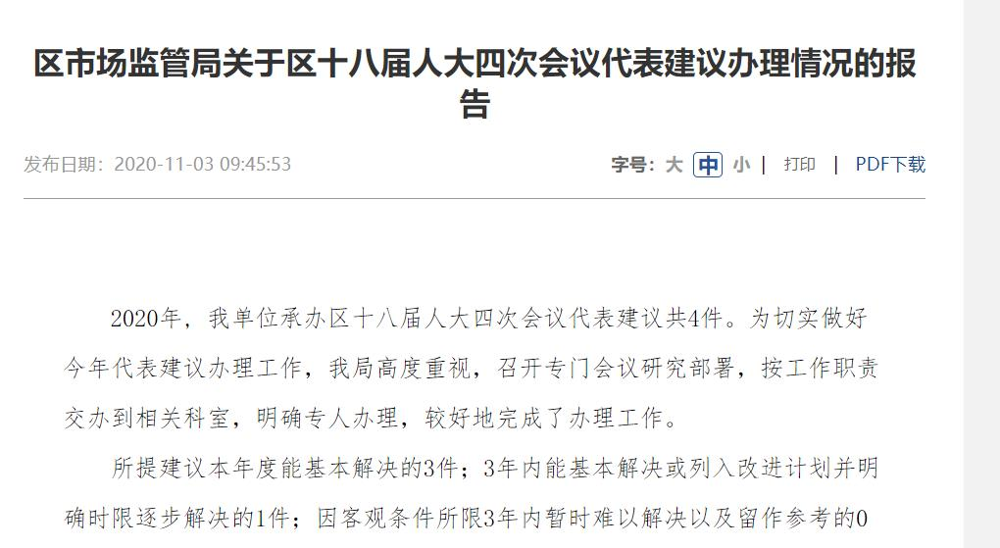 区市场监管局关于区十八届人大四次会议代表建议办理情况的报
告
发布日期：2020-11-03 09:45:53 字号：大 中 小 | 打印 | PDF下载
2020年，我单位承办区十八届人大四次会议代表建议共4件。为切实做好
今年代表建议办理工作，我局高度重视，召开专门会议研究部署，按工作职责
交办到相关科室，明确专人办理，较好地完成了办理工作。
所提建议本年度能基本解决的3件；3年内能基本解决或列入改进计划并明
确时限逐步解决的1件；因客观条件所限3年内暂时难以解决以及留作参考的0